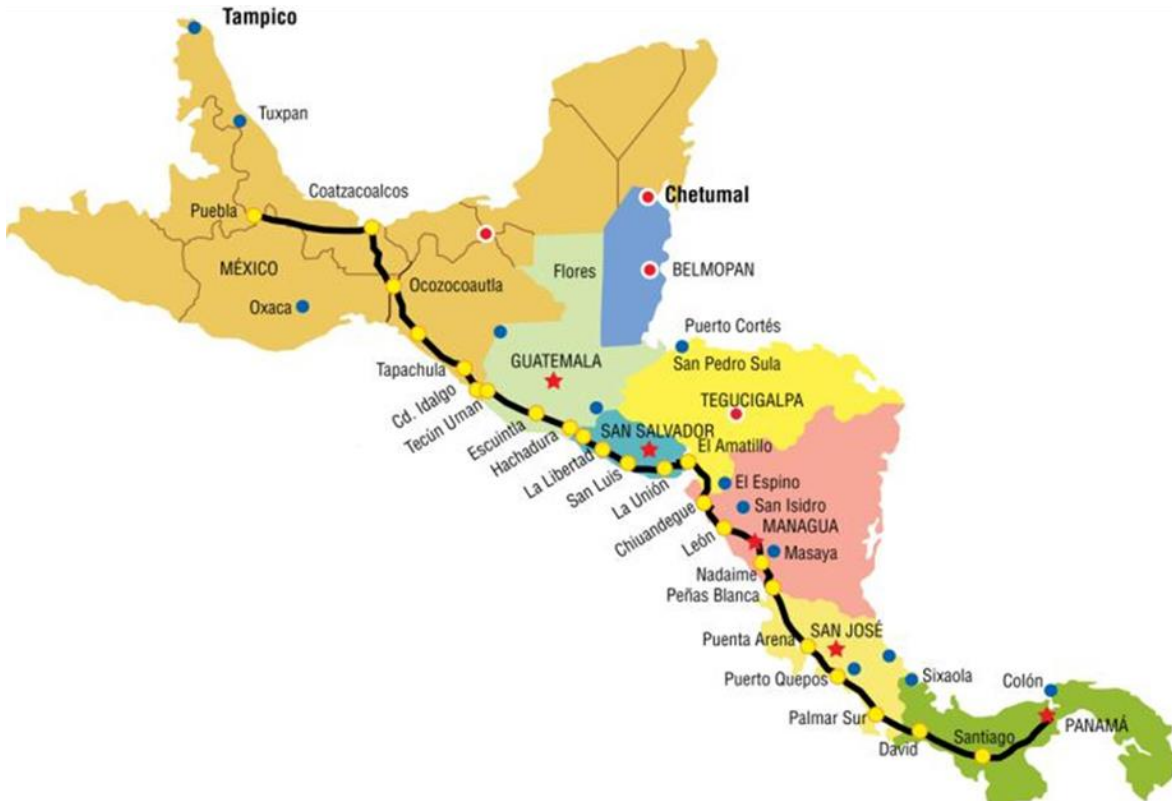 Tampico
Tuxpan
Coatzacoalcos
Puebla
Chetumal
MÉXICO
Flores
BELMOPAN
Ocozocoautla
Oxaca
Puerto Cortés
GUATEMALA
San Pedro Sula
Tapachula
TEGUCIGALPA
Cd. Idalgo
Tecún Uman
Escuintla
Hachadura
SAN SALVADOR
El Amatillo
La Libertad
San Luis
La Unión
El Espino
Chiuandegue
San Isidro
León
MANAGUA
Masaya
Nadaime
Peñas Blanca
Puenta Arena
SAN JOSÉ
Puerto Quepos
Sixaola
Colón
Palmar Sur
David
Santiago
PANAMÁ